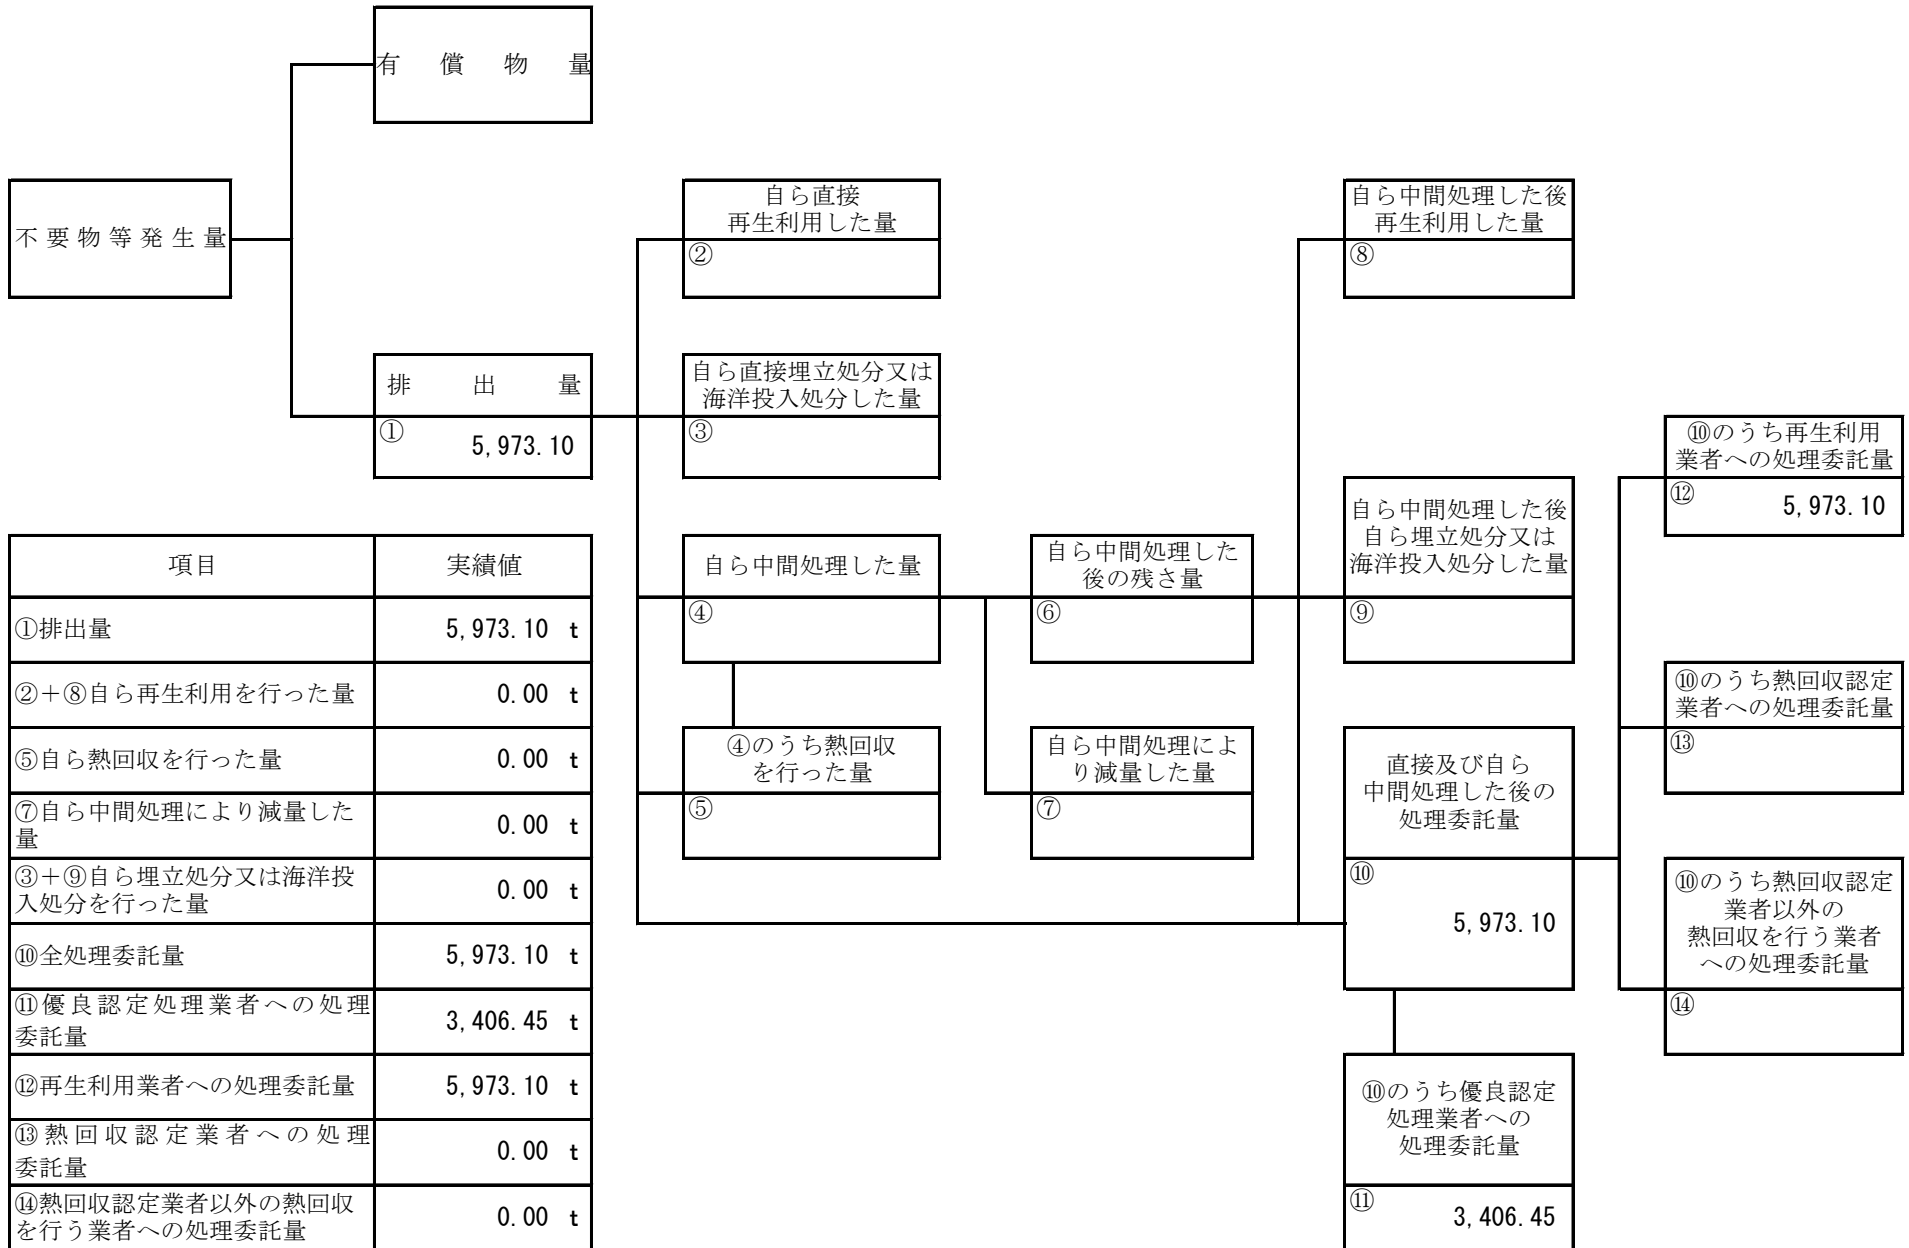 有償物量
不要物等発生量
自ら直接
再生利用した量
②
自ら中間処理した後
再生利用した量
⑧
排出量
① 5,973.10
自ら直接埋立処分又は
海洋投入処分した量
③
⑩のうち再生利用
業者への処理委託量
⑫ 5,973.10
自ら中間処理した量
④
自ら中間処理した
後の残さ量
⑥
自ら中間処理した後
自ら埋立処分又は
海洋投入処分した量
⑨
⑩のうち熱回収認定
業者への処理委託量
⑬
④のうち熱回収
を行った量
⑤
自ら中間処理によ
り減量した量
⑦
直接及び自ら
中間処理した後の
処理委託量
⑩
5,973.10
⑩のうち熱回収認定
業者以外の
熱回収を行う業者
への処理委託量
⑭
⑩のうち優良認定
処理業者への
処理委託量
⑪ 3,406.45
項目 実績値
①排出量 5,973.10 t
②＋⑧自ら再生利用を行った量 0.00 t
⑤自ら熱回収を行った量 0.00 t
⑦自ら中間処理により減量した
量 0.00 t
③＋⑨自ら埋立処分又は海洋投
入処分を行った量 0.00 t
⑩全処理委託量 5,973.10 t
⑪優良認定処理業者への処理
委託量 3,406.45 t
⑫再生利用業者への処理委託量 5,973.10 t
⑬熱回収認定業者への処理
委託量 0.00 t
⑭熱回収認定業者以外の熱回収
を行う業者への処理委託量 0.00 t